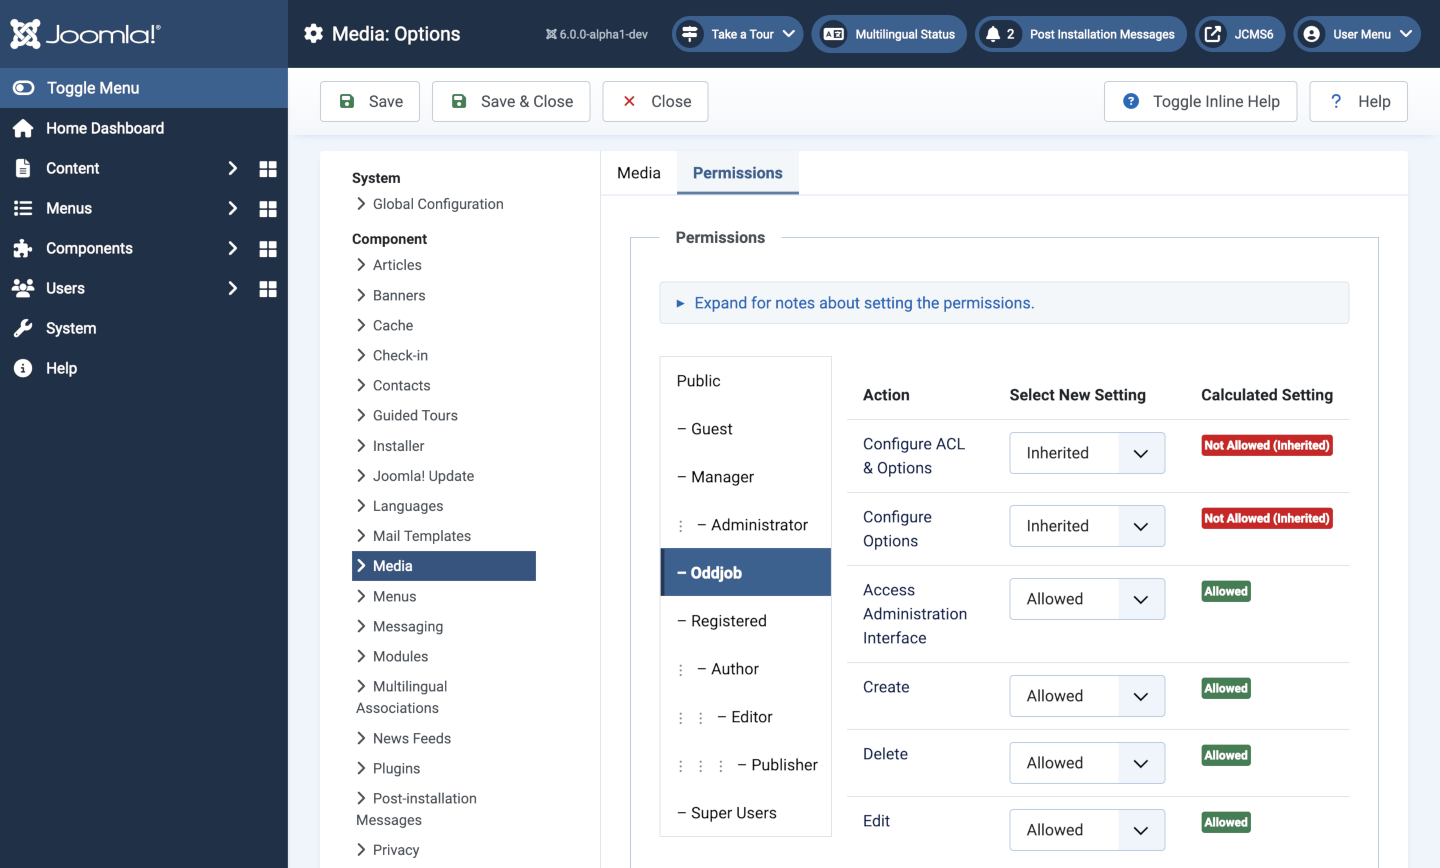 Joomla!®
Media: Options
6.0.0-alpha1-dev
Take a Tour
Multilingual Status
2 Post Installation Messages
JCMS6
User Menu
Toggle Menu
Home Dashboard
Content
Menus
Components
Users
System
Help
Save
Save & Close
Close
Toggle Inline Help
? Help
System
Global Configuration
Component
Articles
Banners
Cache
Check-in
Contacts
Guided Tours
Installer
Joomla! Update
Languages
Mail Templates
Media
Menus
Messaging
Modules
Multilingual
Associations
News Feeds
Plugins
Post-installation
Messages
Privacy
Media
Permissions
Permissions
Expand for notes about setting the permissions.
Public
– Guest
– Manager
– Administrator
– Oddjob
– Registered
– Author
– Editor
– Publisher
– Super Users
Action Select New Setting Calculated Setting
Configure ACL
& Options
Inherited
Not Allowed (Inherited)
Configure
Options
Inherited
Not Allowed (Inherited)
Access
Administration
Interface
Allowed
Allowed
Create
Allowed
Allowed
Delete
Allowed
Allowed
Edit
Allowed
Allowed